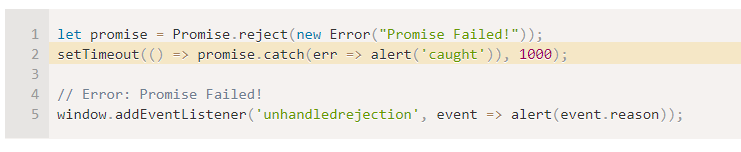 1 let promise = Promise.reject(new Error("Promise Failed!"));
2 setTimeout(() => promise.catch(err => alert('caught')), 1000);
3
4 // Error: Promise Failed!
5 window.addEventListener('unhandledrejection', event => alert(event.reason));